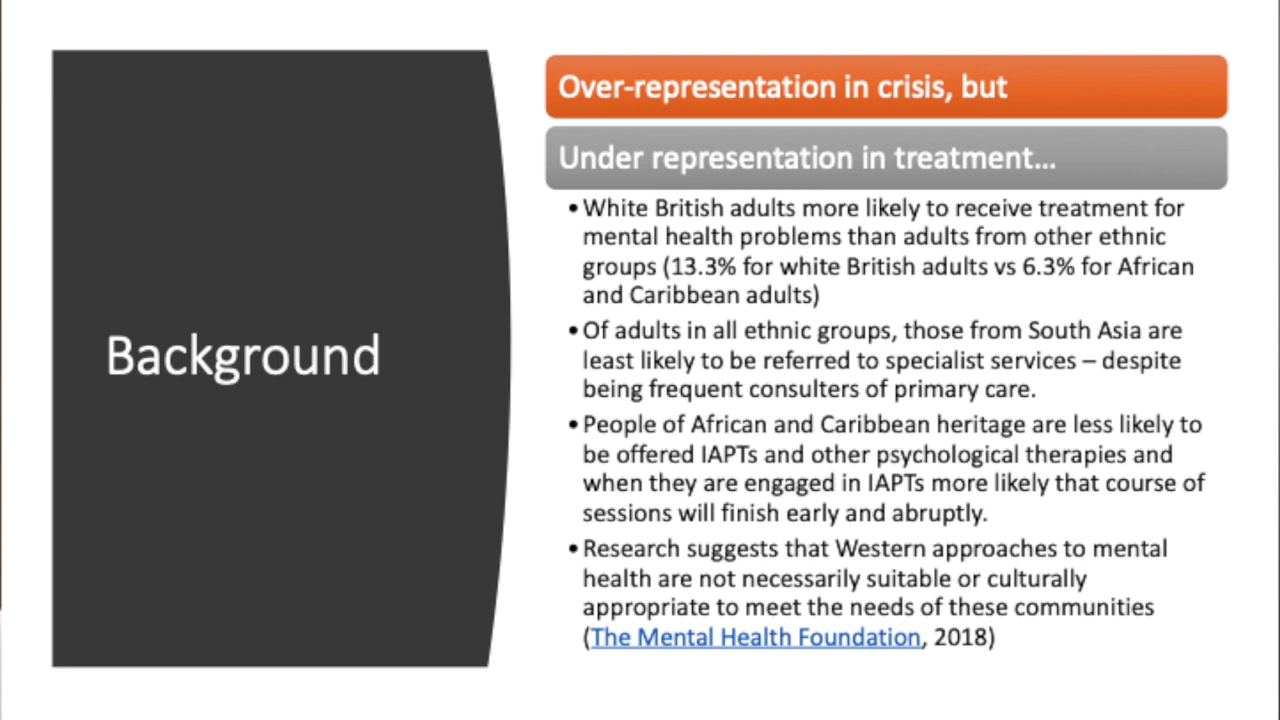 Background
Over-representation in crisis, but
Under representation in treatment...
•White British adults more likely to receive treatment for
mental health problems than adults from other ethnic
groups (13.3% for white British adults vs 6.3% for African
and Caribbean adults)
•Of adults in all ethnic groups, those from South Asia are
least likely to be referred to specialist services – despite
being frequent consulters of primary care.
•People of African and Caribbean heritage are less likely to
be offered IAPTs and other psychological therapies and
when they are engaged in IAPTs more likely that course of
sessions will finish early and abruptly.
•Research suggests that Western approaches to mental
health are not necessarily suitable or culturally
appropriate to meet the needs of these communities
(The Mental Health Foundation, 2018)